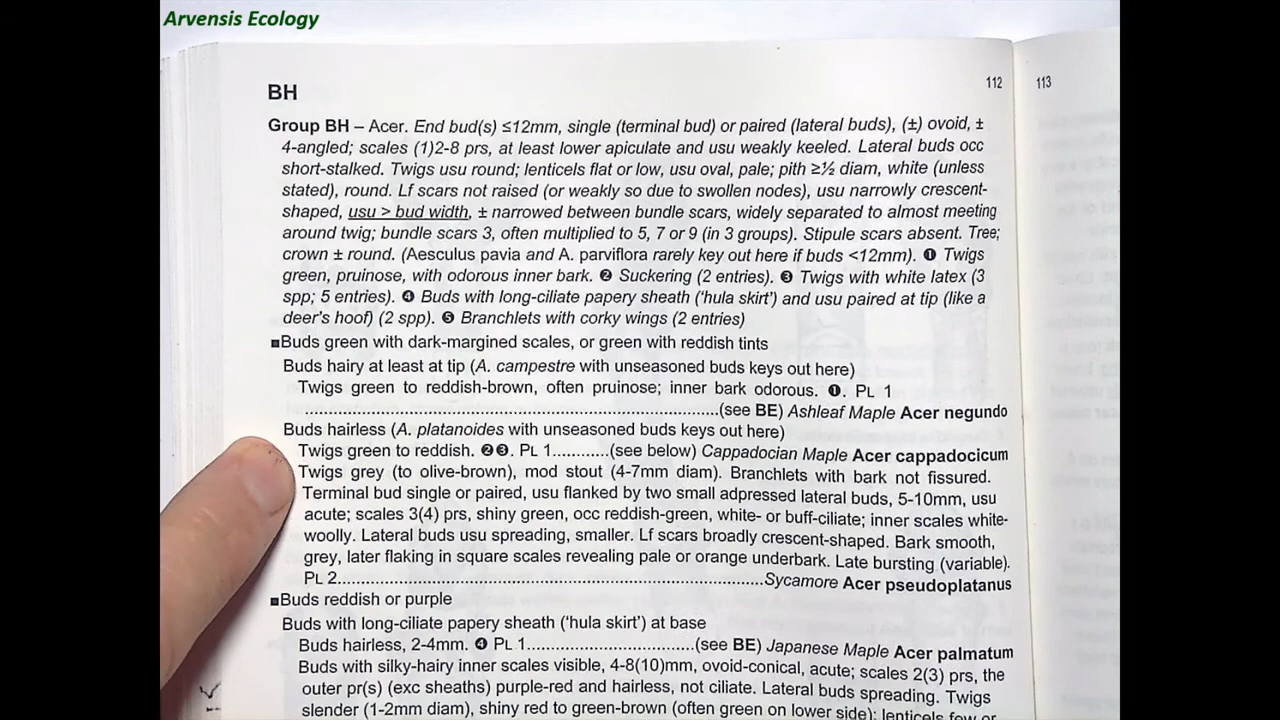 Arvensis Ecology
112
113
BH
Group BH – Acer. End bud(s) ≤12mm, single (terminal bud) or paired (lateral buds), (±) ovoid, ±
4-angled; scales (1)2-8 prs, at least lower apiculate and usu weakly keeled. Lateral buds occ
short-stalked. Twigs usu round; lenticels flat or low, usu oval, pale; pith ≥½ diam, white (unless
stated), round. Lf scars not raised (or weakly so due to swollen nodes), usu narrowly crescent-
shaped, usu > bud width, ± narrowed between bundle scars, widely separated to almost meeting
around twig; bundle scars 3, often multiplied to 5, 7 or 9 (in 3 groups). Stipule scars absent. Tree;
crown ± round. (Aesculus pavia and A. parviflora rarely key out here if buds <12mm). ❶ Twigs
green, pruinose, with odorous inner bark. ❷ Suckering (2 entries). ❸ Twigs with white latex (3
spp; 5 entries). ❹ Buds with long-ciliate papery sheath (‘hula skirt’) and usu paired at tip (like a
deer's hoof) (2 spp). ❺ Branchlets with corky wings (2 entries)
■Buds green with dark-margined scales, or green with reddish tints
Buds hairy at least at tip (A. campestre with unseasoned buds keys out here)
Twigs green to reddish-brown, often pruinose; inner bark odorous. ❶. PL 1
..........................................................................(see BE) Ashleaf Maple Acer negundo
Buds hairless (A. platanoides with unseasoned buds keys out here)
Twigs green to reddish. ❷❸. PL 1...........(see below) Cappadocian Maple Acer cappadocicum
Twigs grey (to olive-brown), mod stout (4-7mm diam). Branchlets with bark not fissured.
Terminal bud single or paired, usu flanked by two small adpressed lateral buds, 5-10mm, usu
acute; scales 3(4) prs, shiny green, occ reddish-green, white- or buff-ciliate; inner scales white-
woolly. Lateral buds usu spreading, smaller. Lf scars broadly crescent-shaped. Bark smooth,
grey, later flaking in square scales revealing pale or orange underbark. Late bursting (variable).
PL 2..........................................................................Sycamore Acer pseudoplatanus
■Buds reddish or purple
Buds with long-ciliate papery sheath (‘hula skirt’) at base
Buds hairless, 2-4mm. ❹ PL 1.............................(see BE) Japanese Maple Acer palmatum
Buds with silky-hairy inner scales visible, 4-8(10)mm, ovoid-conical, acute; scales 2(3) prs, the
outer pr(s) (exc sheaths) purple-red and hairless, not ciliate. Lateral buds spreading. Twigs
slender (1-2mm diam), shiny red to green-brown (often green on lower side); lenticels few or